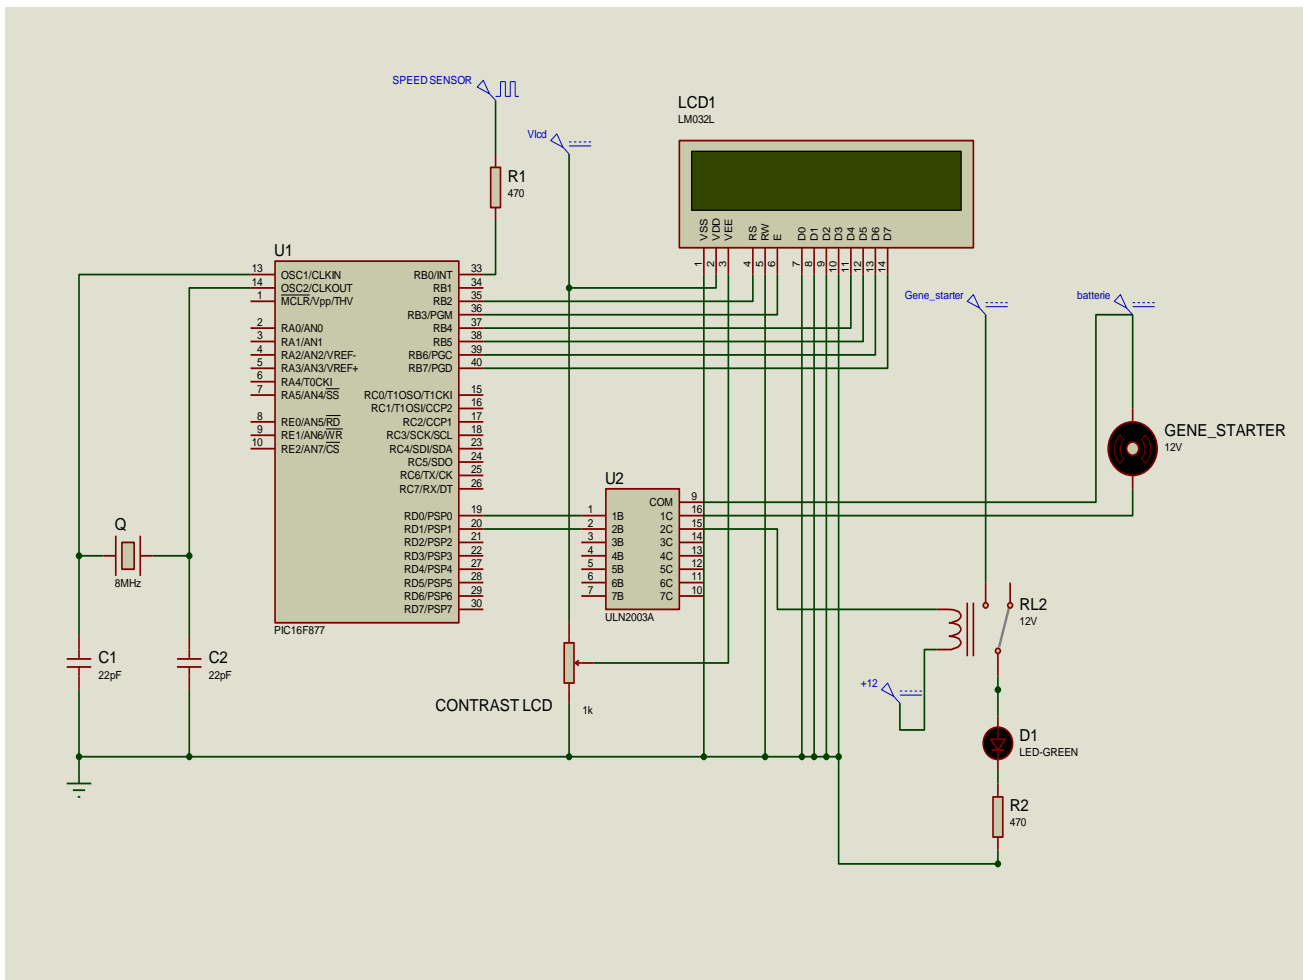 SPEED SENSOR
Vlcd
R1
470
LCD1
LM032L
VSS
VDD
VEE
RS
RW
E
D0
D1
D2
D3
D4
D5
D6
D7
1
2
3
4
5
6
7
8
9
10
11
12
13
14
Gene_starter
batterie
GENE_STARTER
12V
U1
13 OSC1/CLKIN RB0/INT 33
14 OSC2/CLKOUT RB1 34
1 MCLR/Vpp/THV RB2 35
RB3/PGM 36
2 RA0/AN0 RB4 37
3 RA1/AN1 RB5 38
4 RA2/AN2/VREF- RB6/PGC 39
5 RA3/AN3/VREF+ RB7/PGD 40
6 RA4/T0CKI
7 RA5/AN4/SS RC0/T1OSO/T1CKI 15
RC1/T1OSI/CCP2 16
8 RE0/AN5/RD RC2/CCP1 17
9 RE1/AN6/WR RC3/SCK/SCL 18
10 RE2/AN7/CS RC4/SDI/SDA 23
RC5/SDO 24
RC6/TX/CK 25
RC7/RX/DT 26
RD0/PSP0 19
RD1/PSP1 20
RD2/PSP2 21
RD3/PSP3 22
RD4/PSP4 27
RD5/PSP5 28
RD6/PSP6 29
RD7/PSP7 30
PIC16F877
U2
COM 9
1 1B 1C 16
2 2B 2C 15
3 3B 3C 14
4 4B 4C 13
5 5B 5C 12
6 6B 6C 11
7 7B 7C 10
ULN2003A
Q
8MHz
C1
22pF
C2
22pF
CONTRAST LCD
1k
RL2
12V
+12
D1
LED-GREEN
R2
470